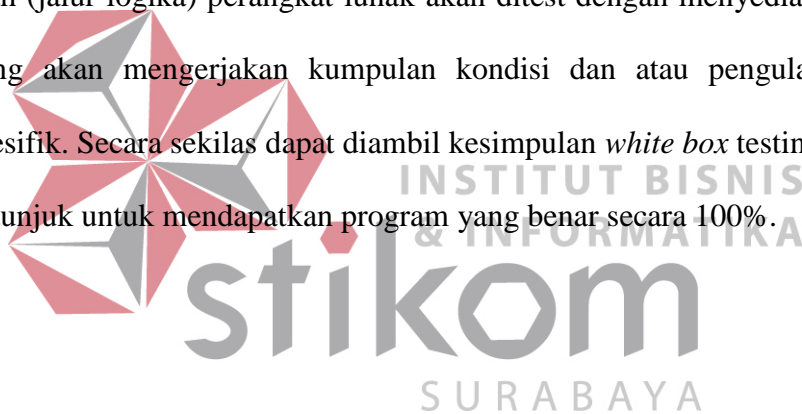 (jalur logika) perangkat lunak akan ditest dengan menyedia
akan mengerjakan kumpulan kondisi dan atau pengula
esifik. Secara sekilas dapat diambil kesimpulan white box testin
unjuk untuk mendapatkan program yang benar secara 100%.
INSTITUT BISNIS
& INFORMATIKA
stikom
SURABAYA